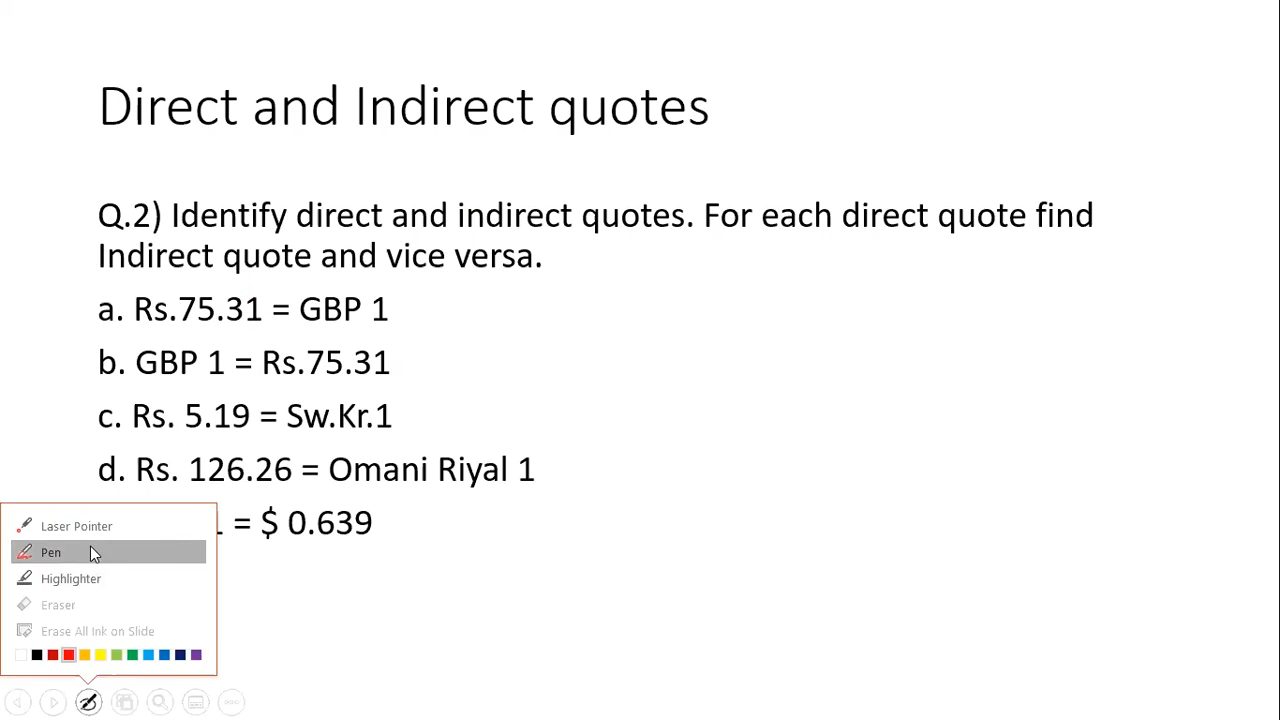 Direct and Indirect quotes
Q.2) Identify direct and indirect quotes. For each direct quote find
Indirect quote and vice versa.
a. Rs.75.31 = GBP 1
b. GBP 1 = Rs.75.31
c. Rs. 5.19 = Sw.Kr.1
d. Rs. 126.26 = Omani Riyal 1
= $ 0.639
Laser Pointer
Pen
Highlighter
Eraser
Erase All Ink on Slide